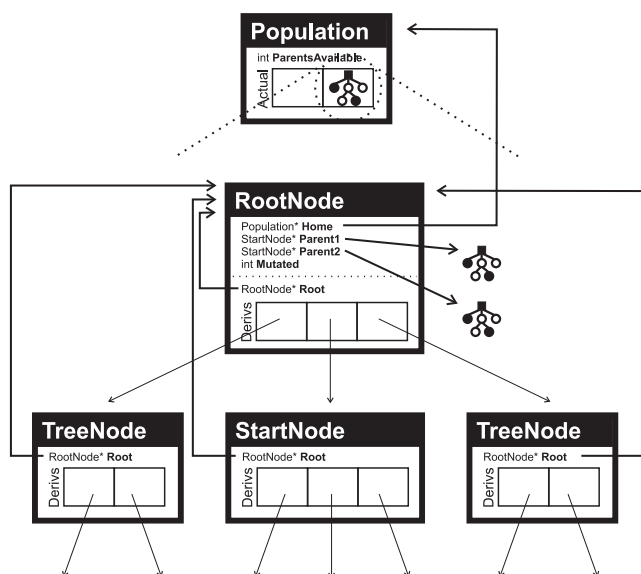 Population
int ParentsAvailable
Actual
RootNode
Population* Home
StartNode* Parent1
StartNode* Parent2
int Mutated
RootNode* Root
Derivs
TreeNode
RootNode* Root
Derivs
StartNode
RootNode* Root
Derivs
TreeNode
RootNode* Root
Derivs